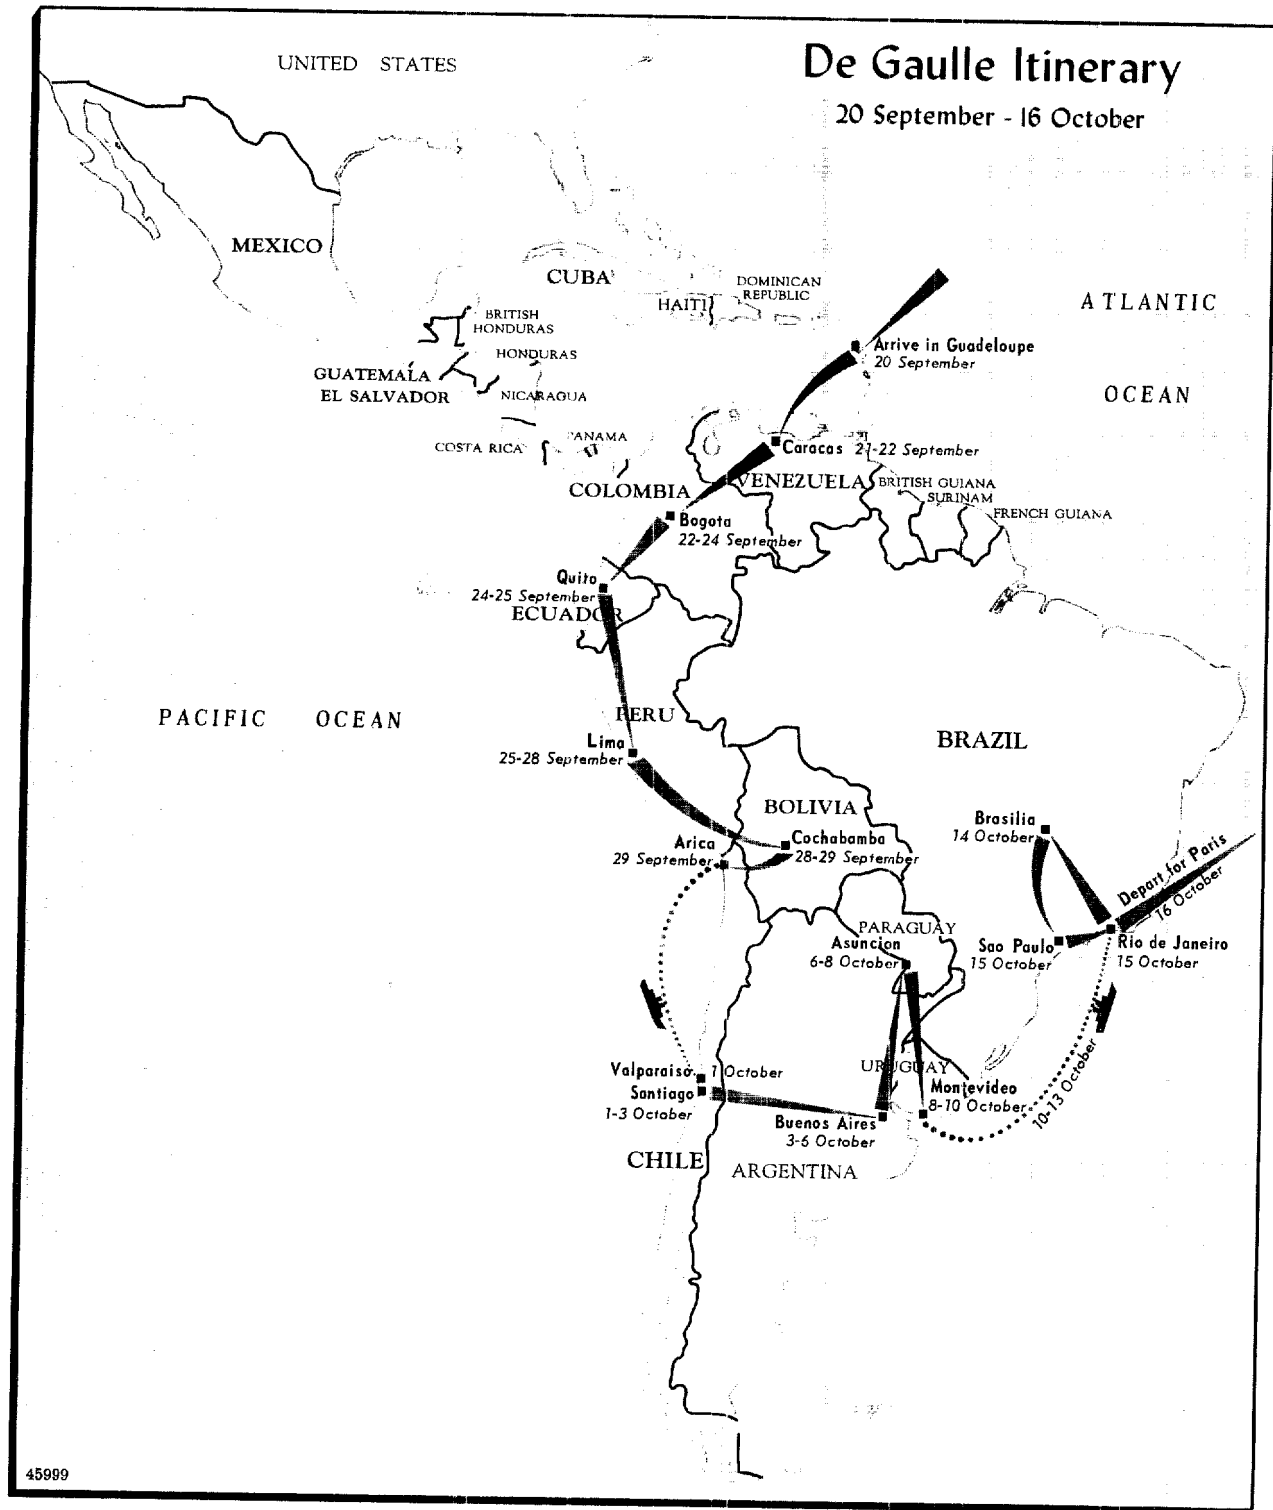 De Gaulle Itinerary
20 September - 16 October
UNITED STATES
MEXICO
CUBA
HAITI
DOMINICAN
REPUBLIC
ATLANTIC
OCEAN
BRITISH
HONDURAS
HONDURAS
GUATEMALA
EL SALVADOR
NICARAGUA
COSTA RICA
PANAMA
Arrive in Guadeloupe
20 September
Caracas 21-22 September
VENEZUELA
BRITISH GUIANA
SURINAM
FRENCH GUIANA
COLOMBIA
Bogota
22-24 September
Quito
24-25 September
ECUADOR
PACIFIC OCEAN
PERU
Lima
25-28 September
BRAZIL
BOLIVIA
Cochabamba
28-29 September
Arica
29 September
Brasilia
14 October
Depart for Paris
16 October
PARAGUAY
Asuncion
6-8 October
Sao Paulo
15 October
Rio de Janeiro
15 October
Valparaiso 1 October
Santiago
1-3 October
URUGUAY
Montevideo
8-10 October
10-13 October
Buenos Aires
3-6 October
CHILE
ARGENTINA
45999